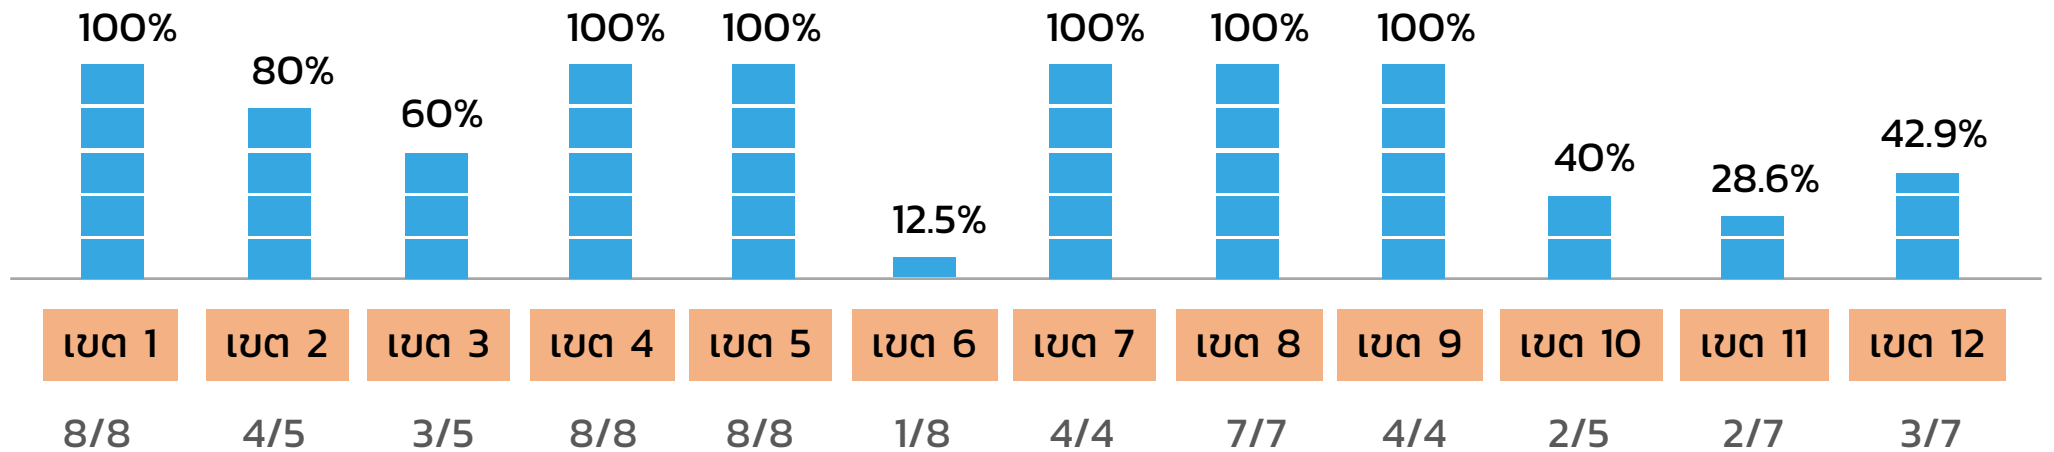 100% 80% 60% 100% 100% 12.5% 100% 100% 100% 40% 28.6% 42.9%
เขต 1 เขต 2 เขต 3 เขต 4 เขต 5 เขต 6 เขต 7 เขต 8 เขต 9 เขต 10 เขต 11 เขต 12
8/8 4/5 3/5 8/8 8/8 1/8 4/4 7/7 4/4 2/5 2/7 3/7